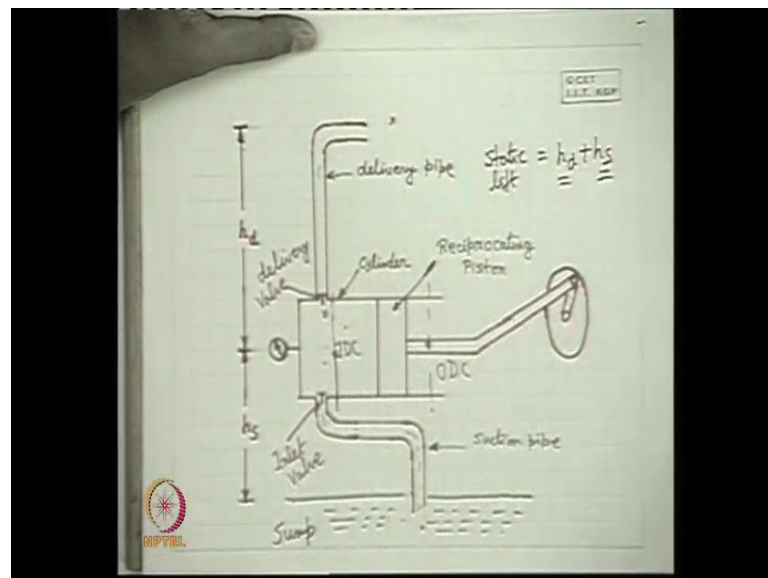 © CET
I.I.T. KGP
delivery pipe
static = hd + hs
lift
hd
delivery
valve
Cylinder
Reciprocating
Piston
IDC
ODC
hs
Inlet
Valve
Suction pipe
Sump
NPTEL